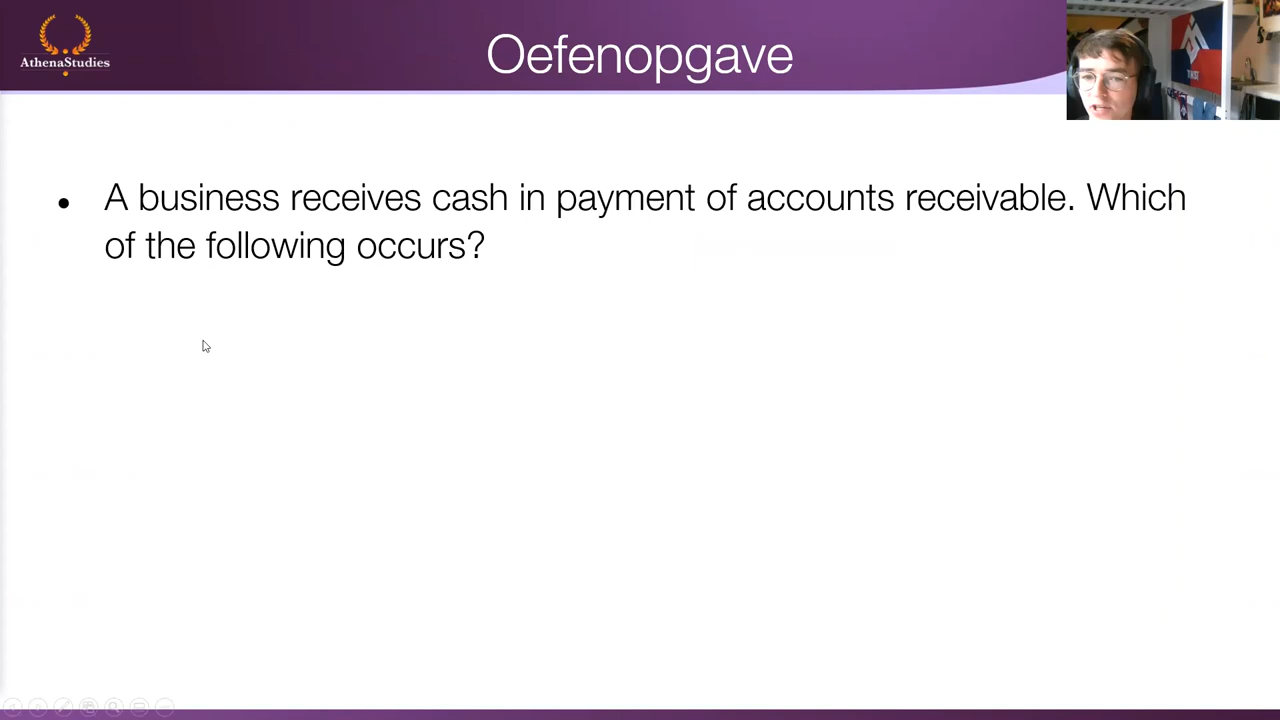 AthenaStudies
Oefenopgave
• A business receives cash in payment of accounts receivable. Which
of the following occurs?